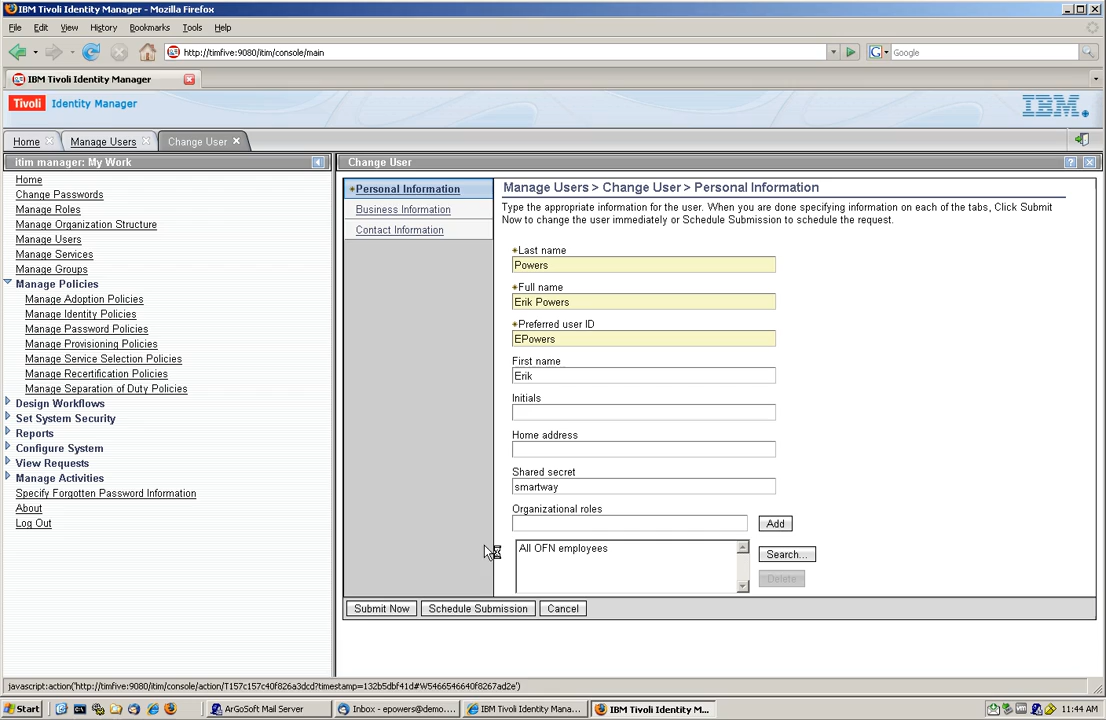 IBM Tivoli Identity Manager - Mozilla Firefox
File Edit View History Bookmarks Tools Help
http://timfive:9080/itim/console/main
G Google
IBM Tivoli Identity Manager
Tivoli Identity Manager
IBM
Home Manage Users Change User
itim manager: My Work
Home
Change Passwords
Manage Roles
Manage Organization Structure
Manage Users
Manage Services
Manage Groups
Manage Policies
Manage Adoption Policies
Manage Identity Policies
Manage Password Policies
Manage Provisioning Policies
Manage Service Selection Policies
Manage Recertification Policies
Manage Separation of Duty Policies
Design Workflows
Set System Security
Reports
Configure System
View Requests
Manage Activities
Specify Forgotten Password Information
About
Log Out
Change User
?
*Personal Information
Business Information
Contact Information
Manage Users > Change User > Personal Information
Type the appropriate information for the user. When you are done specifying information on each of the tabs, Click Submit
Now to change the user immediately or Schedule Submission to schedule the request.
*Last name
Powers
*Full name
Erik Powers
*Preferred user ID
EPowers
First name
Erik
Initials
Home address
Shared secret
smartway
Organizational roles
Add
All OFN employees
Search...
Delete
Submit Now Schedule Submission Cancel
javascript:action('http://timfive:9080/itim/console/action/T157c157c40f826a3dcd?timestamp=132b5dbf41d#W5466546640f8267ad2e')
Start
ArGoSoft Mail Server
Inbox - epowers@demo....
IBM Tivoli Identity Mana...
IBM Tivoli Identity M...
11:44 AM